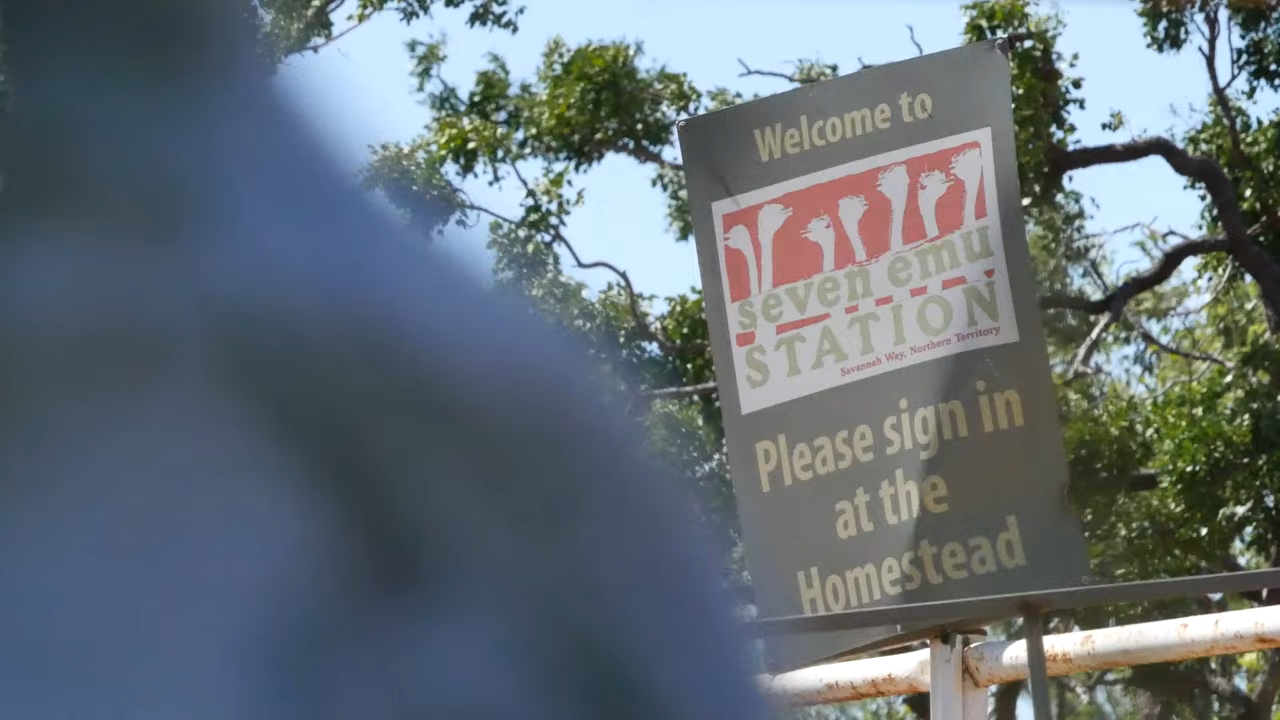 Welcome to
seven emu
STATION
Savannah Way, Northern Territory
Please sign in
at the
Homestead